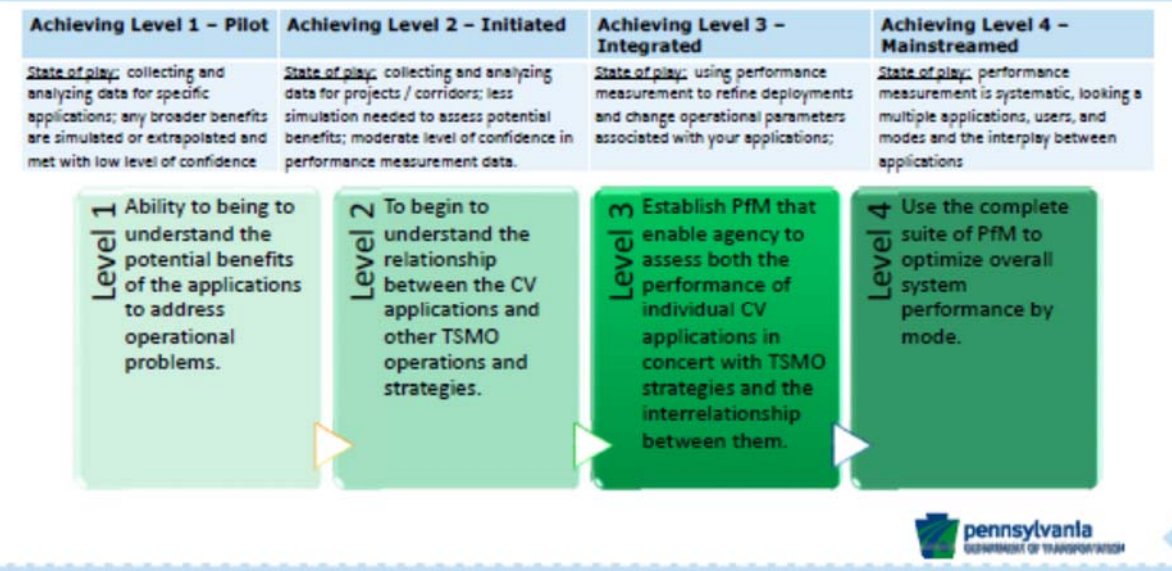 Achieving Level 1 – Pilot
State of play: collecting and
analyzing data for specific
applications; any broader benefits
are simulated or extrapolated and
met with low level of confidence
Achieving Level 2 – Initiated
State of play: collecting and analyzing
data for projects / corridors; less
simulation needed to assess potential
benefits; moderate level of confidence in
performance measurement data.
Achieving Level 3 –
Integrated
State of play: using performance
measurement to refine deployments
and change operational parameters
associated with your applications;
Achieving Level 4 –
Mainstreamed
State of play: performance
measurement is systematic, looking a
multiple applications, users, and
modes and the interplay between
applications
Level 1
Ability to being to
understand the
potential benefits
of the applications
to address
operational
problems.
Level 2
To begin to
understand the
relationship
between the CV
applications and
other TSMO
operations and
strategies.
Level 3
Establish PfM that
enable agency to
assess both the
performance of
individual CV
applications in
concert with TSMO
strategies and the
interrelationship
between them.
Level 4
Use the complete
suite of PfM to
optimize overall
system
performance by
mode.
pennsylvania
DEPARTMENT OF TRANSPORTATION